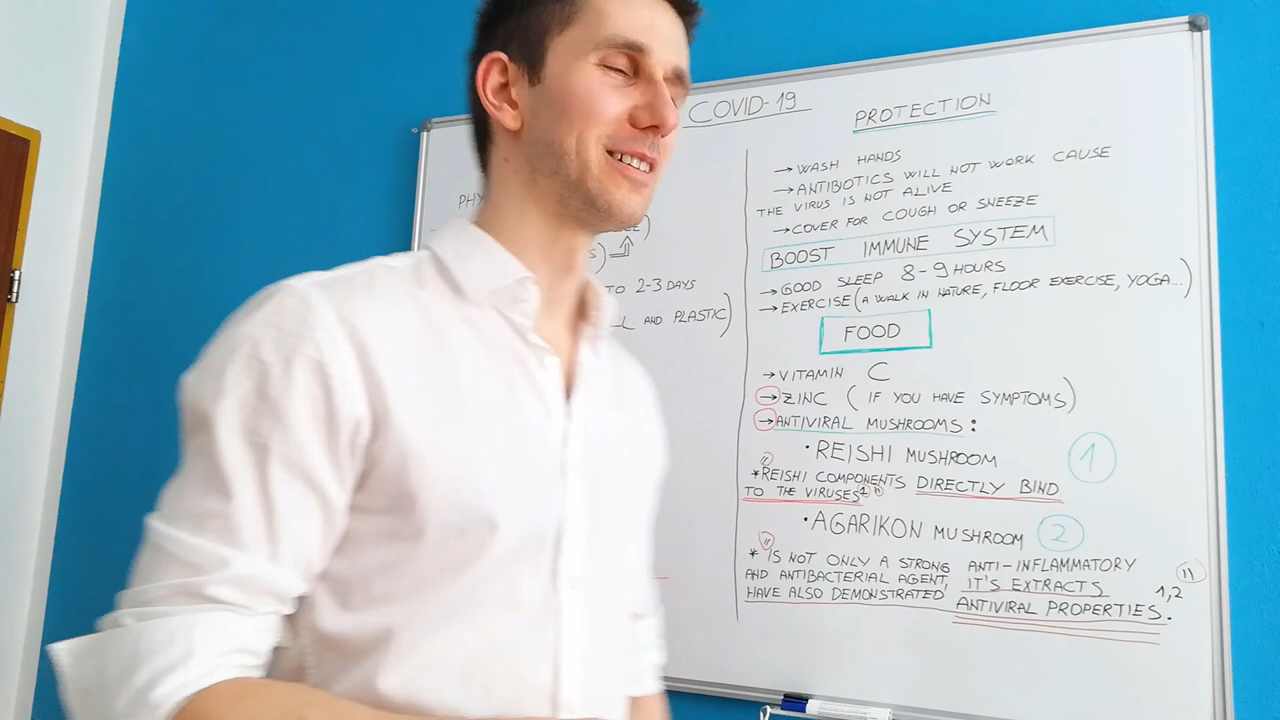 COVID-19
PHY
TO 2-3 DAYS
L AND PLASTIC)
PROTECTION
→ WASH HANDS
→ ANTIBIOTICS WILL NOT WORK CAUSE
THE VIRUS IS NOT ALIVE
→ COVER FOR COUGH OR SNEEZE
BOOST IMMUNE SYSTEM
→ GOOD SLEEP 8-9 HOURS
→ EXERCISE (A WALK IN NATURE, FLOOR EXERCISE, YOGA...)
FOOD
→ VITAMIN C
→ ZINC (IF YOU HAVE SYMPTOMS)
→ ANTIVIRAL MUSHROOMS:
· REISHI MUSHROOM 1
* "REISHI COMPONENTS DIRECTLY BIND
TO THE VIRUSES 1"
· AGARIKON MUSHROOM 2
* "IS NOT ONLY A STRONG ANTI-INFLAMMATORY
AND ANTIBACTERIAL AGENT, IT'S EXTRACTS
HAVE ALSO DEMONSTRATED ANTIVIRAL PROPERTIES. 1,2 "